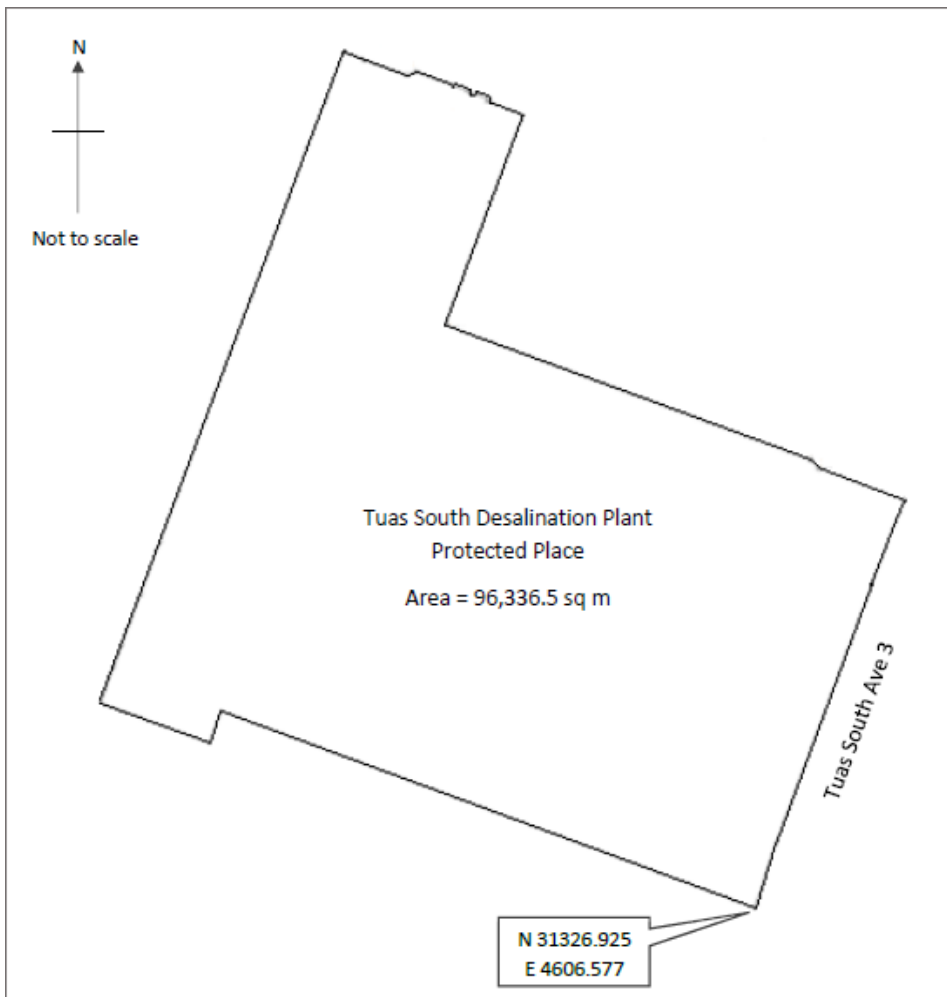 N
Not to scale
Tuas South Desalination Plant
Protected Place
Area = 96,336.5 sq m
Tuas South Ave 3
N 31326.925
E 4606.577